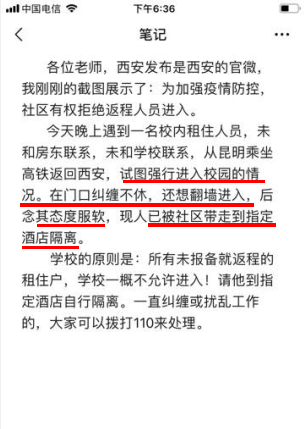 中国电信
下午6:36
笔记
各位老师，西安发布是西安的官微，
我刚刚的截图展示了：为加强疫情防控，
社区有权拒绝返程人员进入。
今天晚上遇到一名校内租住人员，未
和房东联系，未和学校联系，从昆明乘坐
高铁返回西安，试图强行进入校园的情
况。在门口纠缠不休，还想翻墙进入，后
念其态度服软，现人已被社区带走到指定
酒店隔离。
学校的原则是：所有未报备就返程的
租住户，学校一概不允许进入！请他到指
定酒店自行隔离。一直纠缠或扰乱工作
的，大家可以拨打110来处理。